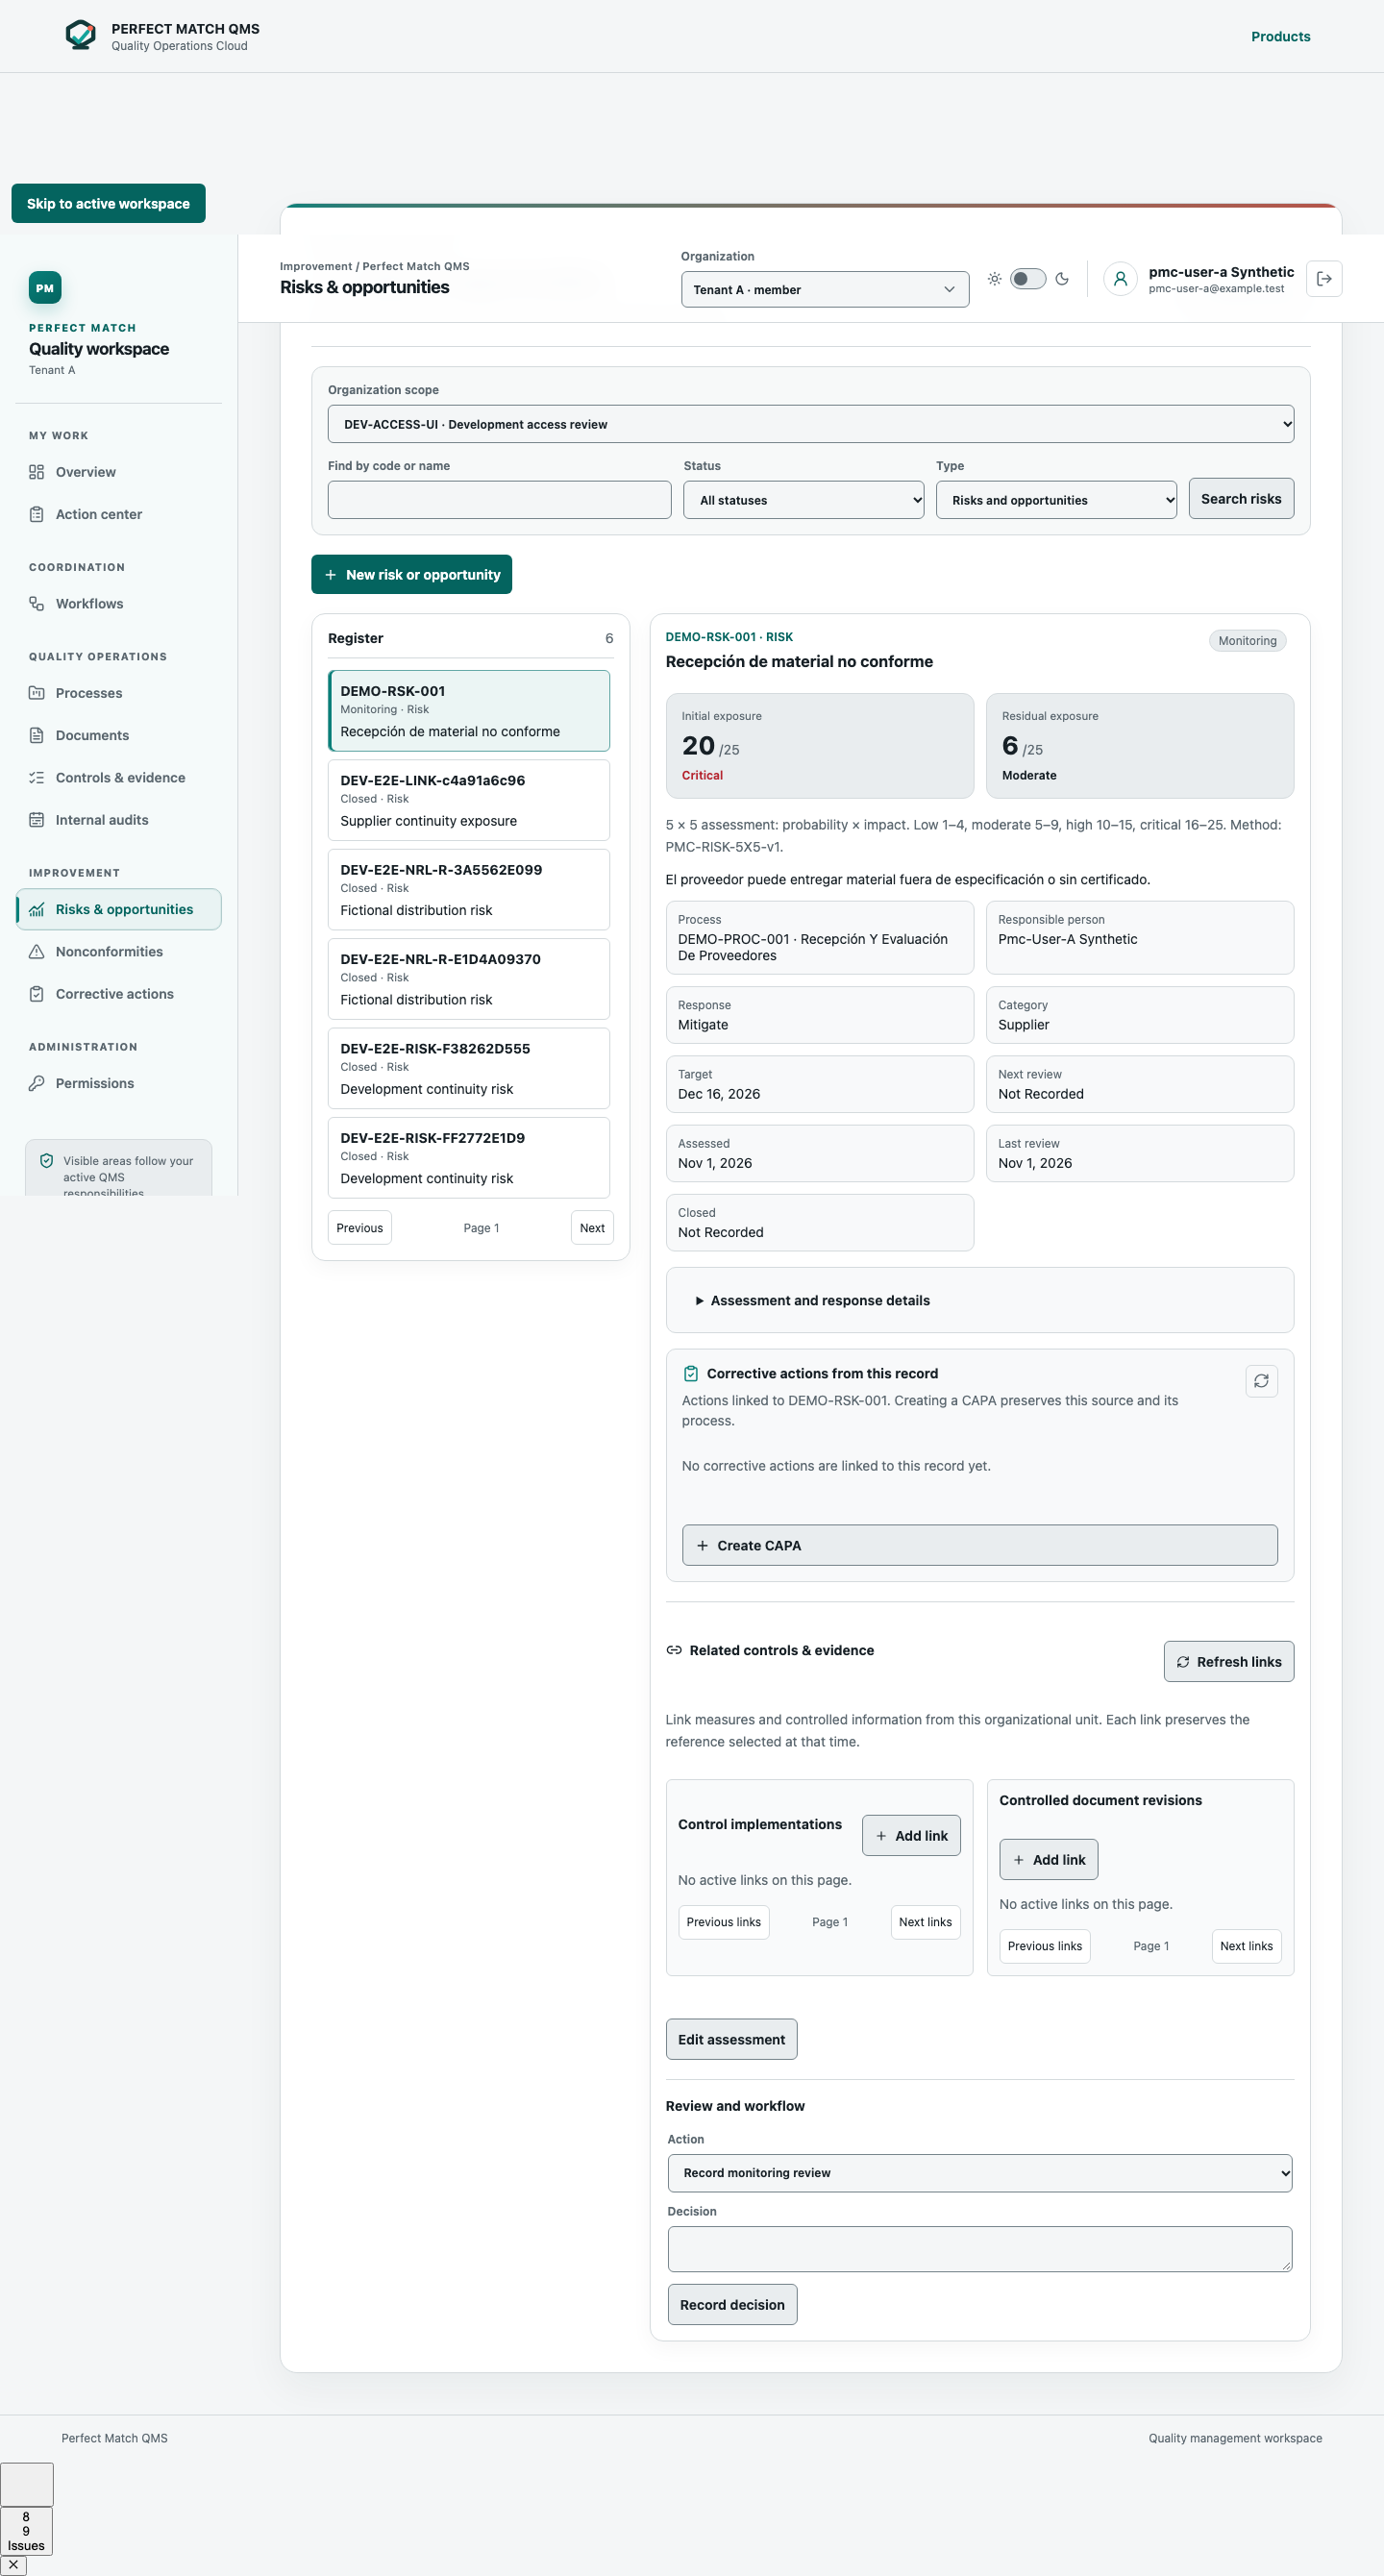 PERFECT MATCH QMS
Quality Operations Cloud
Products
Skip to active workspace
PM
PERFECT MATCH
Quality workspace
Tenant A
MY WORK
Overview
Action center
COORDINATION
Workflows
QUALITY OPERATIONS
Processes
Documents
Controls & evidence
Internal audits
IMPROVEMENT
Risks & opportunities
Nonconformities
Corrective actions
ADMINISTRATION
Permissions
Visible areas follow your
active QMS
responsibilities
Improvement / Perfect Match QMS
Risks & opportunities
Organization
Tenant A · member
pmc-user-a Synthetic
pmc-user-a@example.test
Organization scope
DEV-ACCESS-UI · Development access review
Find by code or name
Status
Type
All statuses
Risks and opportunities
Search risks
+ New risk or opportunity
Register
6
DEMO-RSK-001
Monitoring · Risk
Recepción de material no conforme
DEV-E2E-LINK-c4a91a6c96
Closed · Risk
Supplier continuity exposure
DEV-E2E-NRL-R-3A5562E099
Closed · Risk
Fictional distribution risk
DEV-E2E-NRL-R-E1D4A09370
Closed · Risk
Fictional distribution risk
DEV-E2E-RISK-F38262D555
Closed · Risk
Development continuity risk
DEV-E2E-RISK-FF2772E1D9
Closed · Risk
Development continuity risk
Previous
Page 1
Next
DEMO-RSK-001 · RISK
Monitoring
Recepción de material no conforme
Initial exposure
20 /25
Critical
Residual exposure
6 /25
Moderate
5 × 5 assessment: probability × impact. Low 1–4, moderate 5–9, high 10–15, critical 16–25. Method:
PMC-RISK-5X5-v1.
El proveedor puede entregar material fuera de especificación o sin certificado.
Process
DEMO-PROC-001 · Recepción Y Evaluación
De Proveedores
Responsible person
Pmc-User-A Synthetic
Response
Mitigate
Category
Supplier
Target
Dec 16, 2026
Next review
Not Recorded
Assessed
Nov 1, 2026
Last review
Nov 1, 2026
Closed
Not Recorded
Assessment and response details
Corrective actions from this record
Actions linked to DEMO-RSK-001. Creating a CAPA preserves this source and its
process.
No corrective actions are linked to this record yet.
+ Create CAPA
Related controls & evidence
Refresh links
Link measures and controlled information from this organizational unit. Each link preserves the
reference selected at that time.
Control implementations
+ Add link
No active links on this page.
Previous links
Page 1
Next links
Controlled document revisions
+ Add link
No active links on this page.
Previous links
Page 1
Next links
Edit assessment
Review and workflow
Action
Record monitoring review
Decision
Record decision
Perfect Match QMS
Quality management workspace
8
9
Issues